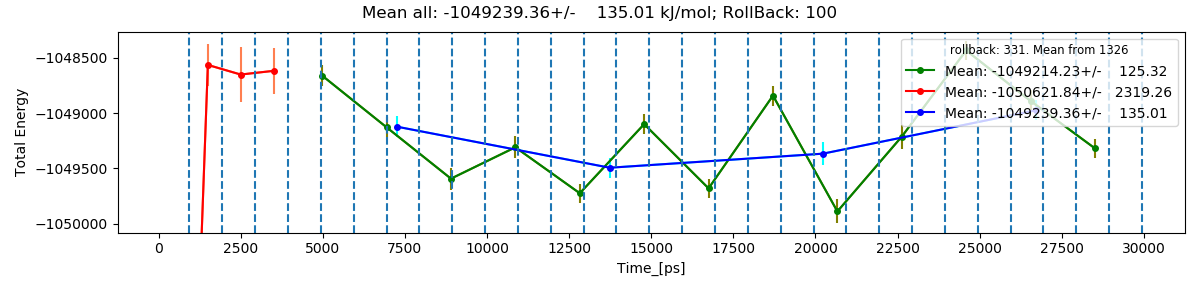 Mean all: -1049239.36+/-    135.01 kJ/mol; RollBack: 100
Total Energy
−1048500
−1049000
−1049500
−1050000
rollback: 331. Mean from 1326
Mean: -1049214.23+/-    125.32
Mean: -1050621.84+/-   2319.26
Mean: -1049239.36+/-    135.01
0 2500 5000 7500 10000 12500 15000 17500 20000 22500 25000 27500 30000
Time_[ps]